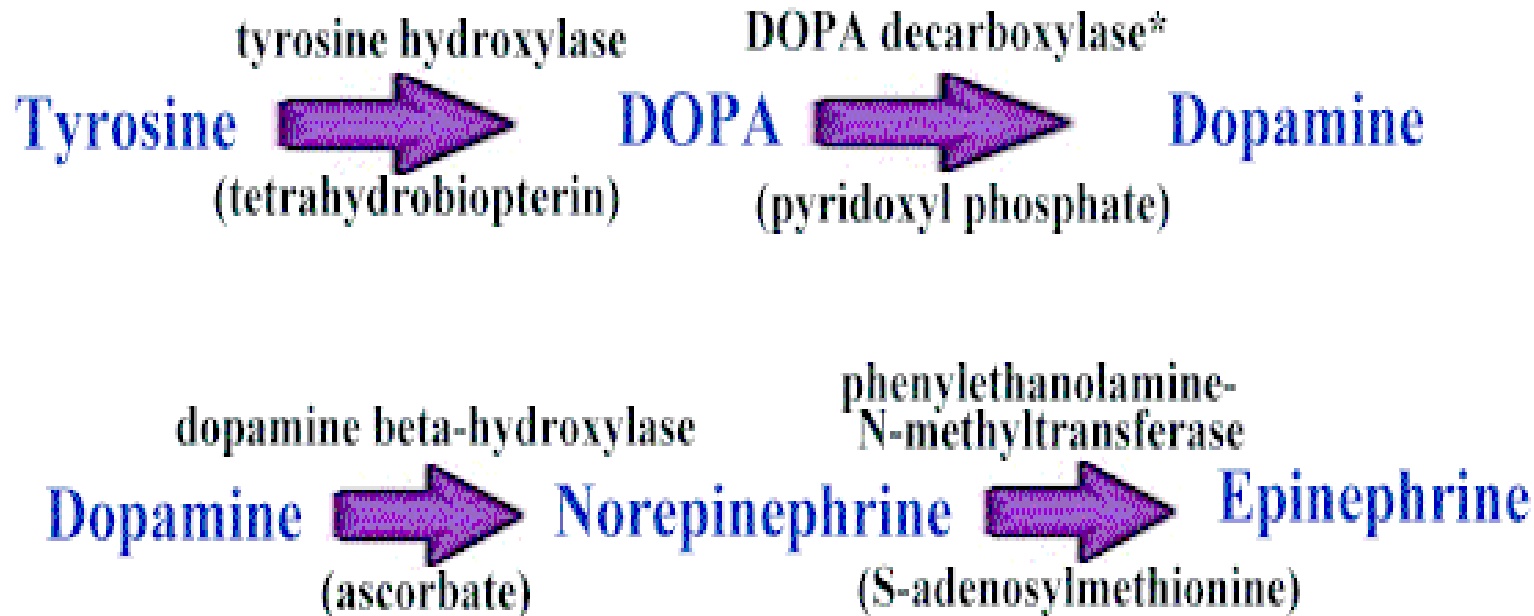 tyrosine hydroxylase DOPA decarboxylase*
Tyrosine DOPA Dopamine
(tetrahydrobiopterin) (pyridoxyl phosphate)
phenylethanolamine-
dopamine beta-hydroxylase N-methyltransferase
Dopamine Norepinephrine Epinephrine
(ascorbate) (S-adenosylmethionine)